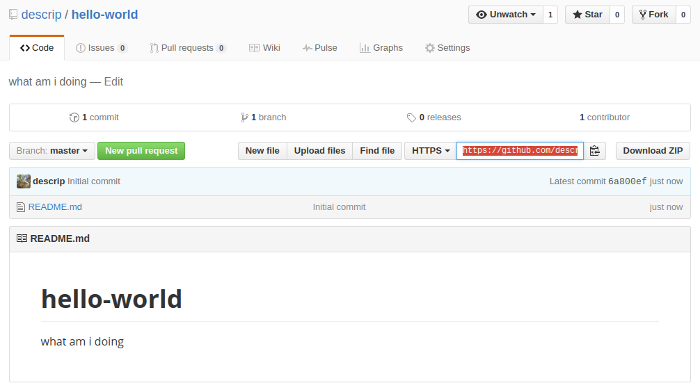 descrip / hello-world
Unwatch 1 Star 0 Fork 0
Code Issues 0 Pull requests 0 Wiki Pulse Graphs Settings
what am i doing — Edit
1 commit 1 branch 0 releases 1 contributor
Branch: master New pull request New file Upload files Find file HTTPS https://github.com/descr Download ZIP
descrip Initial commit Latest commit 6a800ef just now
README.md Initial commit just now
README.md
hello-world
what am i doing